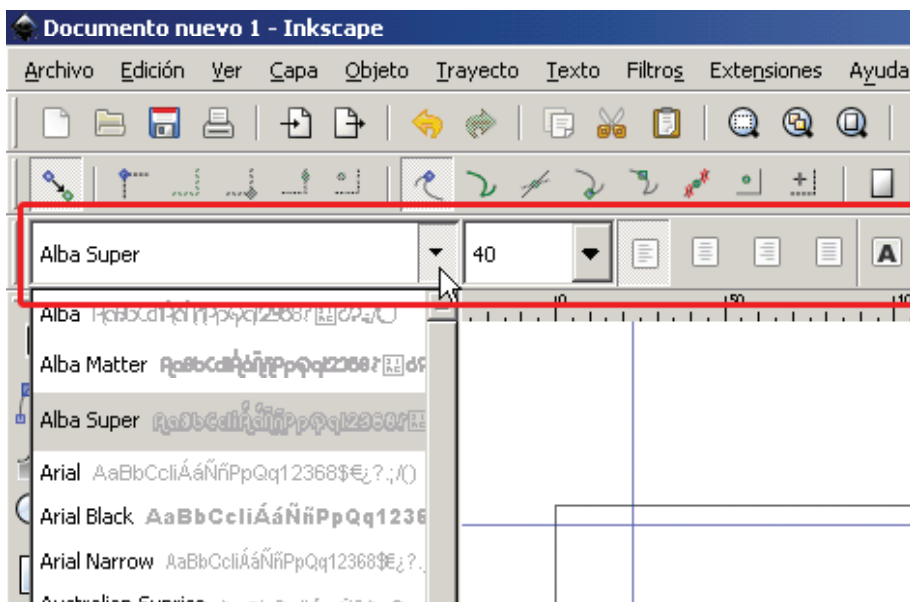 Documento nuevo 1 - Inkscape
Archivo Edición Ver Capa Objeto Trayecto Texto Filtros Extensiones Ayuda
Alba Super 40 A
Alba
Alba Matter
Alba Super
Arial AaBbCcIiÁáÑñPpQq12368$€¿?.;/()
Arial Black AaBbCcIiÁáÑñPpQq1236
Arial Narrow AaBbCcIiÁáÑñPpQq12368$€¿?.